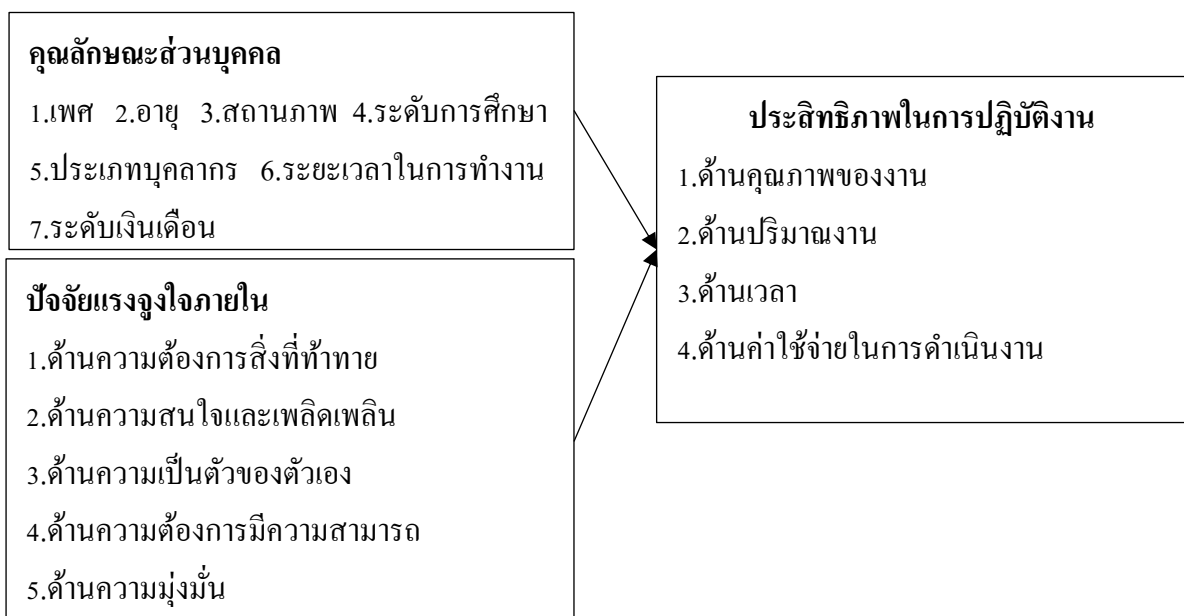 คุณลักษณะส่วนบุคคล
1.เพศ 2.อายุ 3.สถานภาพ 4.ระดับการศึกษา
5.ประเภทบุคลากร 6.ระยะเวลาในการทำงาน
7.ระดับเงินเดือน
ปัจจัยแรงจูงใจภายใน
1.ด้านความต้องการสิ่งที่ท้าทาย
2.ด้านความสนใจและเพลิดเพลิน
3.ด้านความเป็นตัวของตัวเอง
4.ด้านความต้องการมีความสามารถ
5.ด้านความมุ่งมั่น
ประสิทธิภาพในการปฏิบัติงาน
1.ด้านคุณภาพของงาน
2.ด้านปริมาณงาน
3.ด้านเวลา
4.ด้านค่าใช้จ่ายในการดำเนินงาน